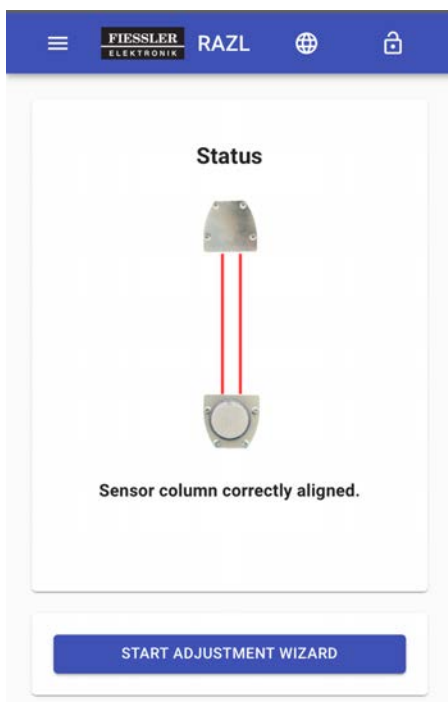 FIESSLER
ELEKTRONIK
RAZL
Status
Sensor column correctly aligned.
START ADJUSTMENT WIZARD